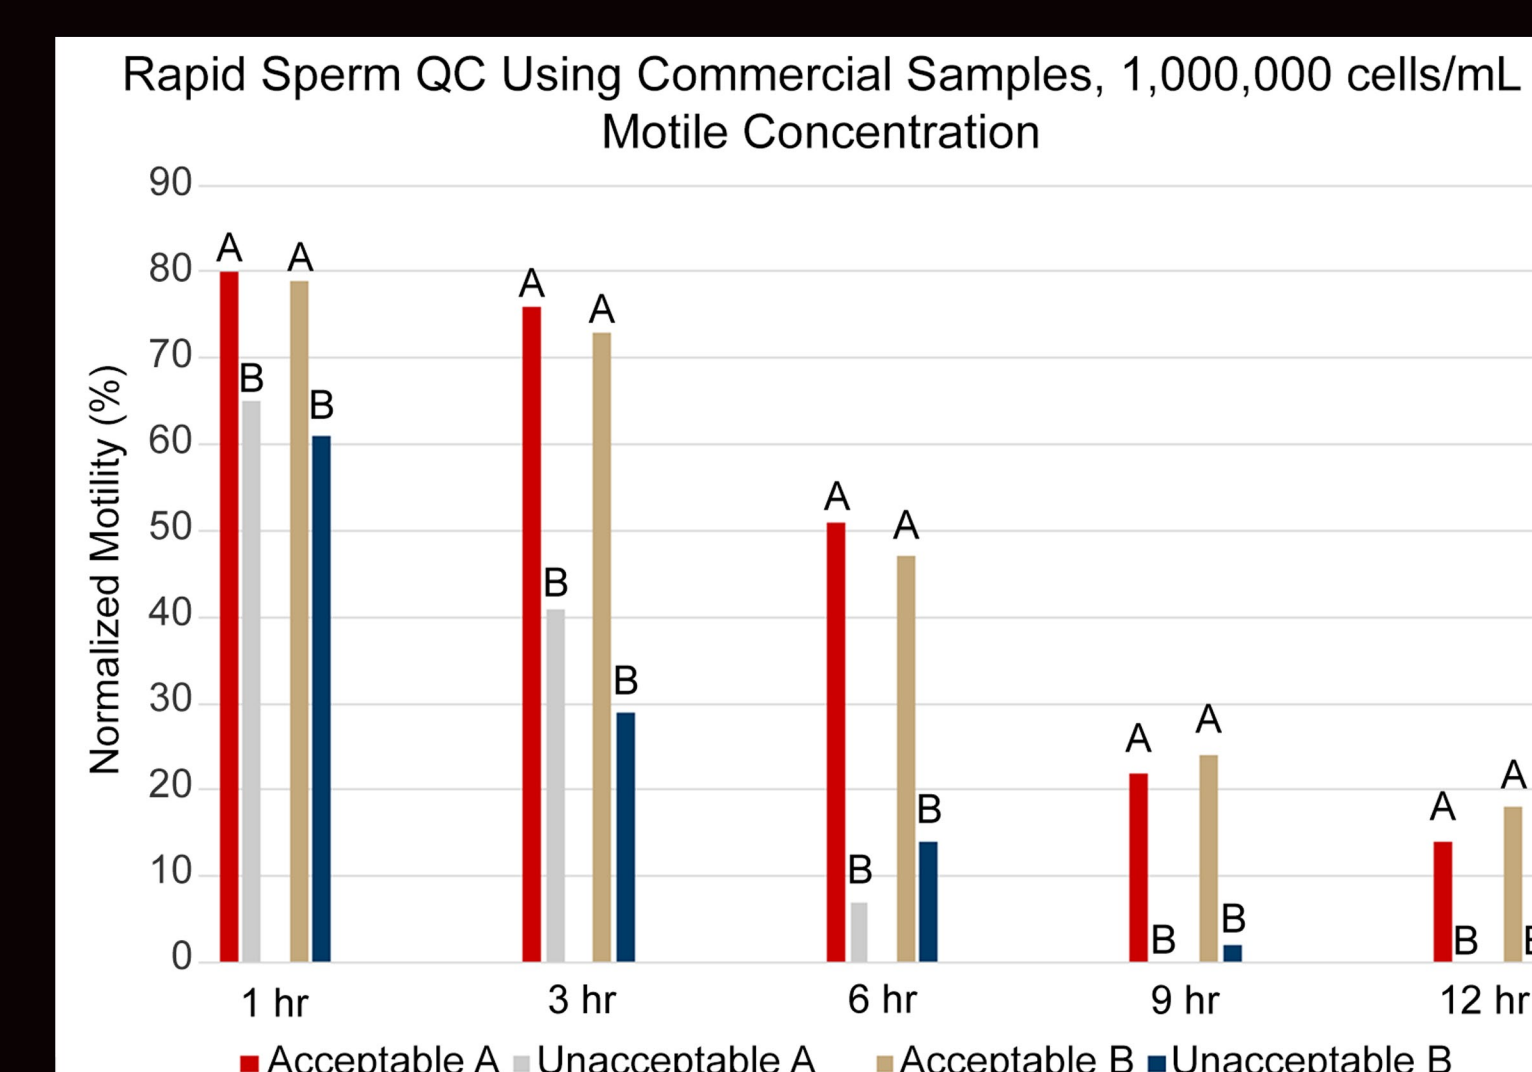 Rapid Sperm QC Using Commercial Samples, 1,000,000 cells/mL
Motile Concentration
Normalized Motility (%)
90
80
70
60
50
40
30
20
10
0
A B A B
A B A B
A B A B
A B A B
A B A
1 hr 3 hr 6 hr 9 hr 12 hr
Acceptable A Unacceptable A Acceptable B Unacceptable B